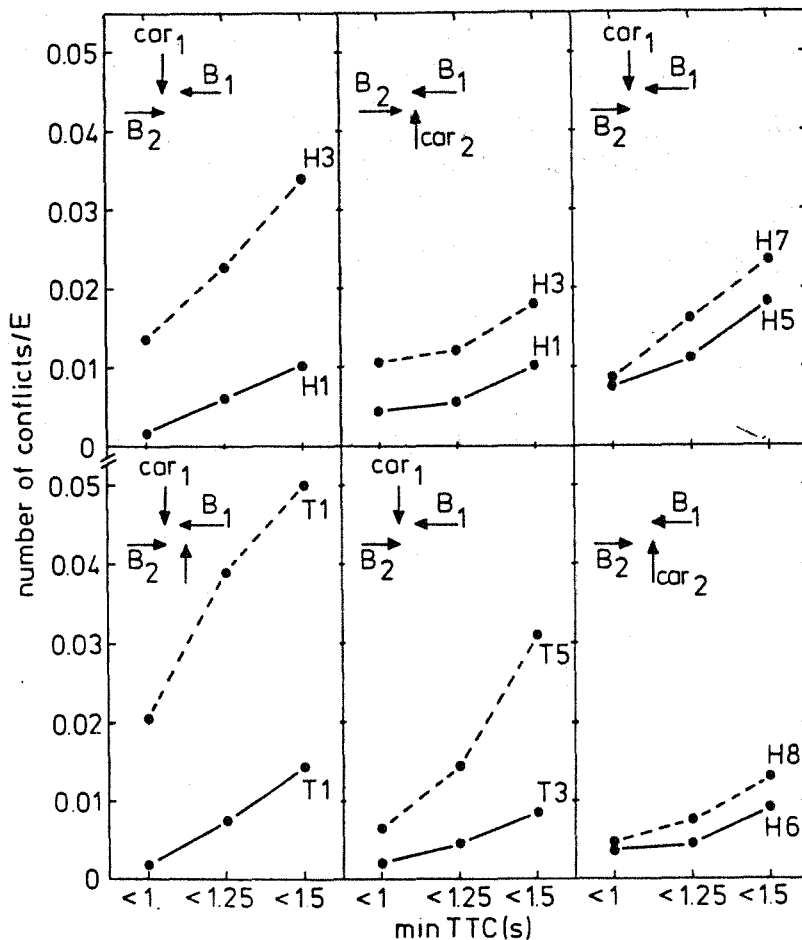 number of conflicts/E
0.05
0.04
0.03
0.02
0.01
0
car1
B1
B2
H3
H1
B1
B2
car2
H3
H1
car1
B1
B2
H7
H5
0.05
0.04
0.03
0.02
0.01
0
car1
B1
B2
T1
T1
car1
B1
B2
T5
T3
B1
B2
car2
H8
H6
<1. <1.25 <1.5 <1 <1.25 <1.5 <1 <1.25 <1.5
min TTC(s)